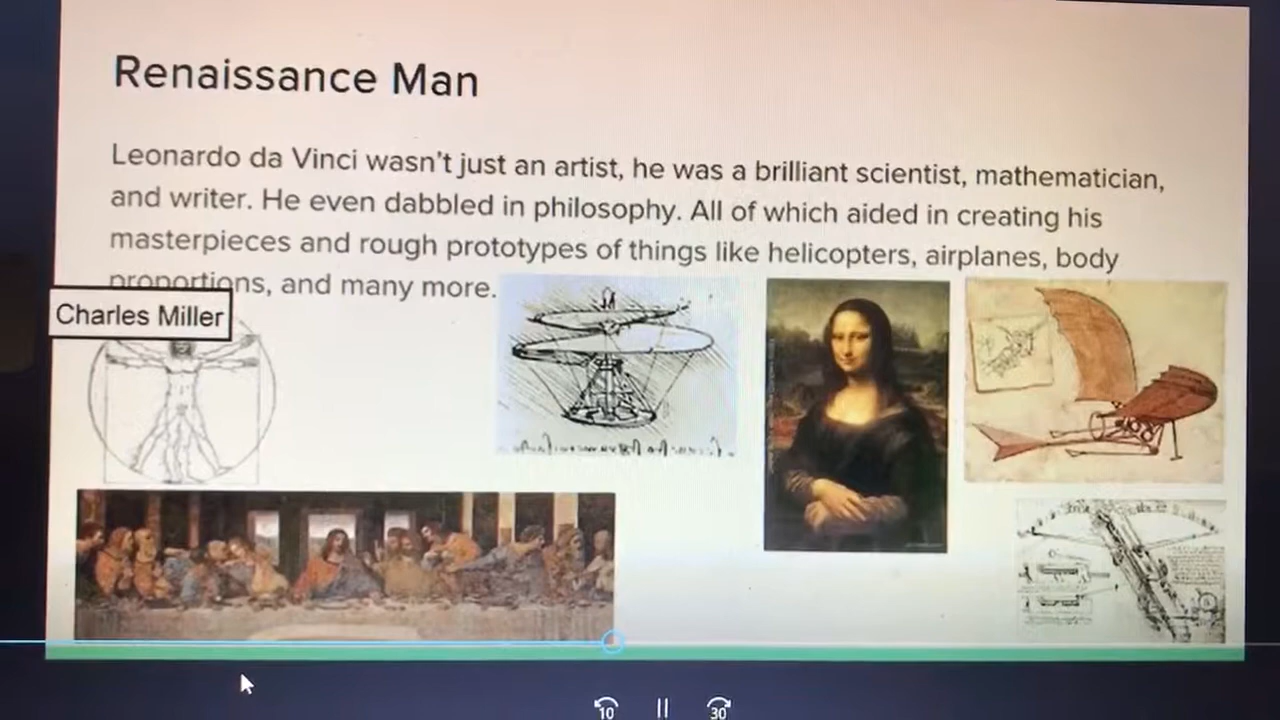 Renaissance Man
Leonardo da Vinci wasn't just an artist, he was a brilliant scientist, mathematician,
and writer. He even dabbled in philosophy. All of which aided in creating his
masterpieces and rough prototypes of things like helicopters, airplanes, body
proportions, and many more.
Charles Miller
10
30